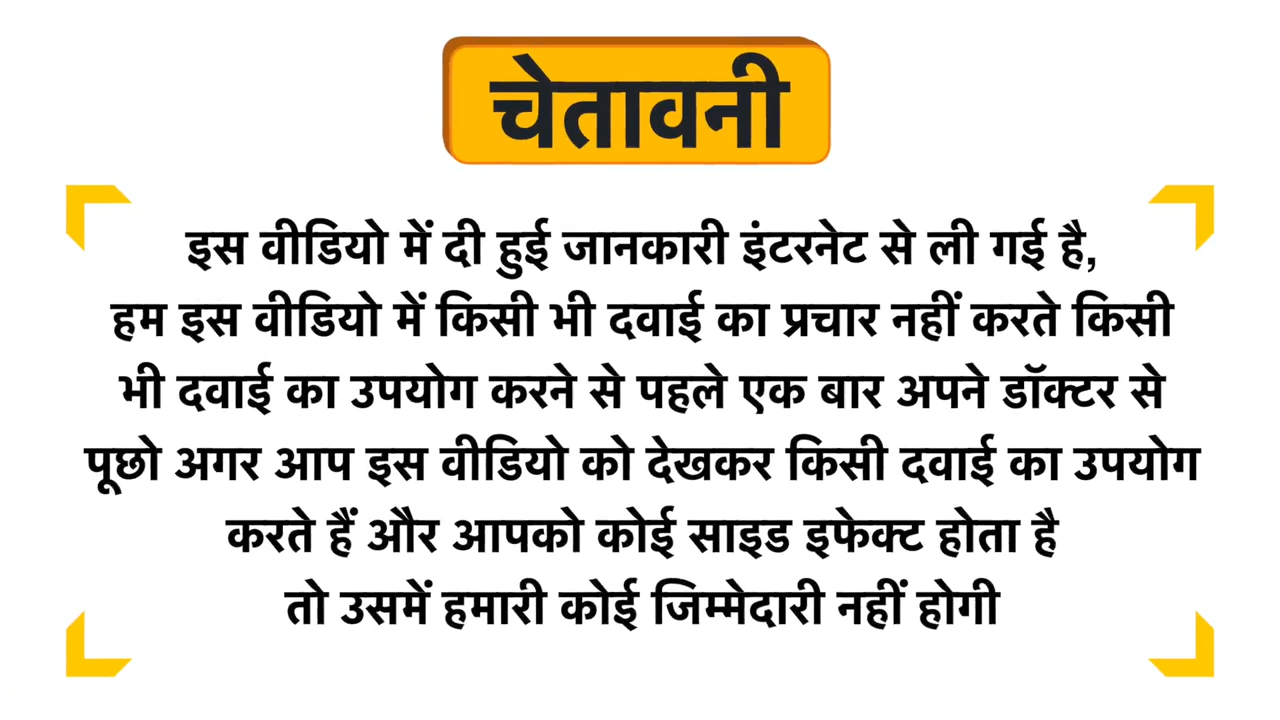 चेतावनी
इस वीडियो में दी हुई जानकारी इंटरनेट से ली गई है,
हम इस वीडियो में किसी भी दवाई का प्रचार नहीं करते किसी
भी दवाई का उपयोग करने से पहले एक बार अपने डॉक्टर से
पूछो अगर आप इस वीडियो को देखकर किसी दवाई का उपयोग
करते हैं और आपको कोई साइड इफेक्ट होता है
तो उसमें हमारी कोई जिम्मेदारी नहीं होगी